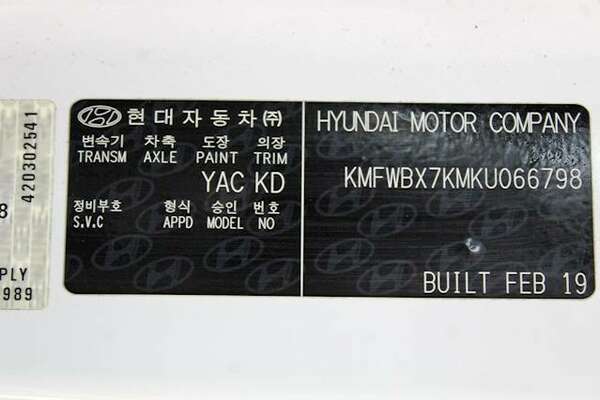 현대자동차㈜
변속기 차축 도장 의장
TRANSM AXLE PAINT TRIM
YAC KD
정비부호 형식 승인 번호
S.V.C APPD MODEL NO
HYUNDAI MOTOR COMPANY
KMFWBX7KMKU066798
BUILT FEB 19
420302541
8
PLY
989